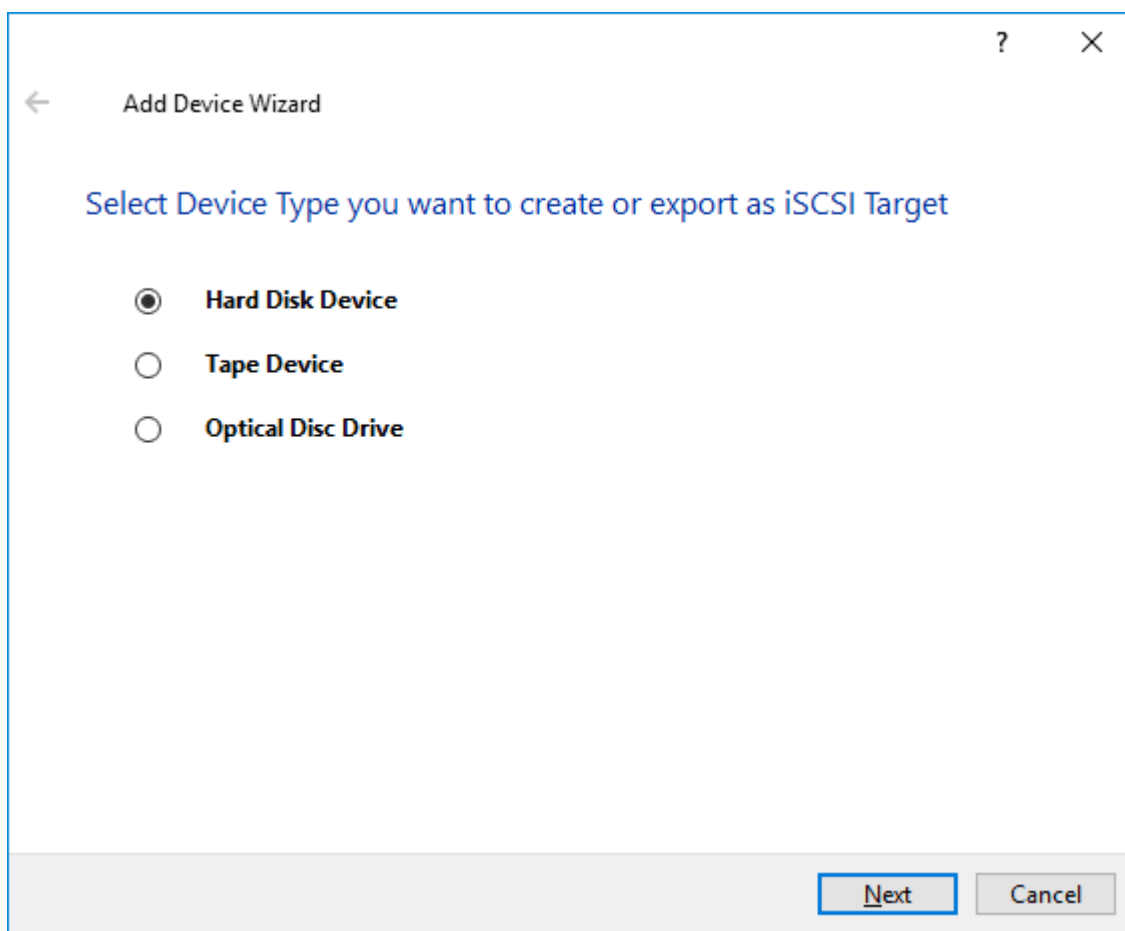 ?
Add Device Wizard
Select Device Type you want to create or export as iSCSI Target
Hard Disk Device
Tape Device
Optical Disc Drive
Next
Cancel